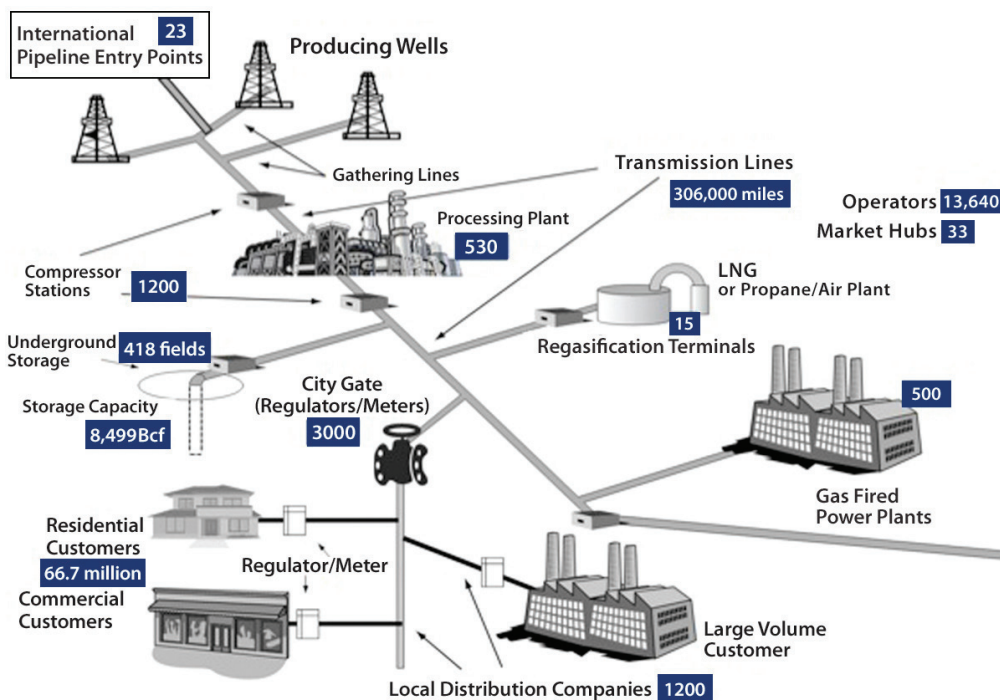 International 23
Pipeline Entry Points
Producing Wells
Gathering Lines
Transmission Lines
306,000 miles
Operators 13,640
Market Hubs 33
Processing Plant
530
Compressor
Stations 1200
LNG
or Propane/Air Plant
15
Regasification Terminals
Underground
Storage 418 fields
Storage Capacity
8,499Bcf
City Gate
(Regulators/Meters)
3000
500
Gas Fired
Power Plants
Residential
Customers
66.7 million
Regulator/Meter
Commercial
Customers
Large Volume
Customer
Local Distribution Companies 1200